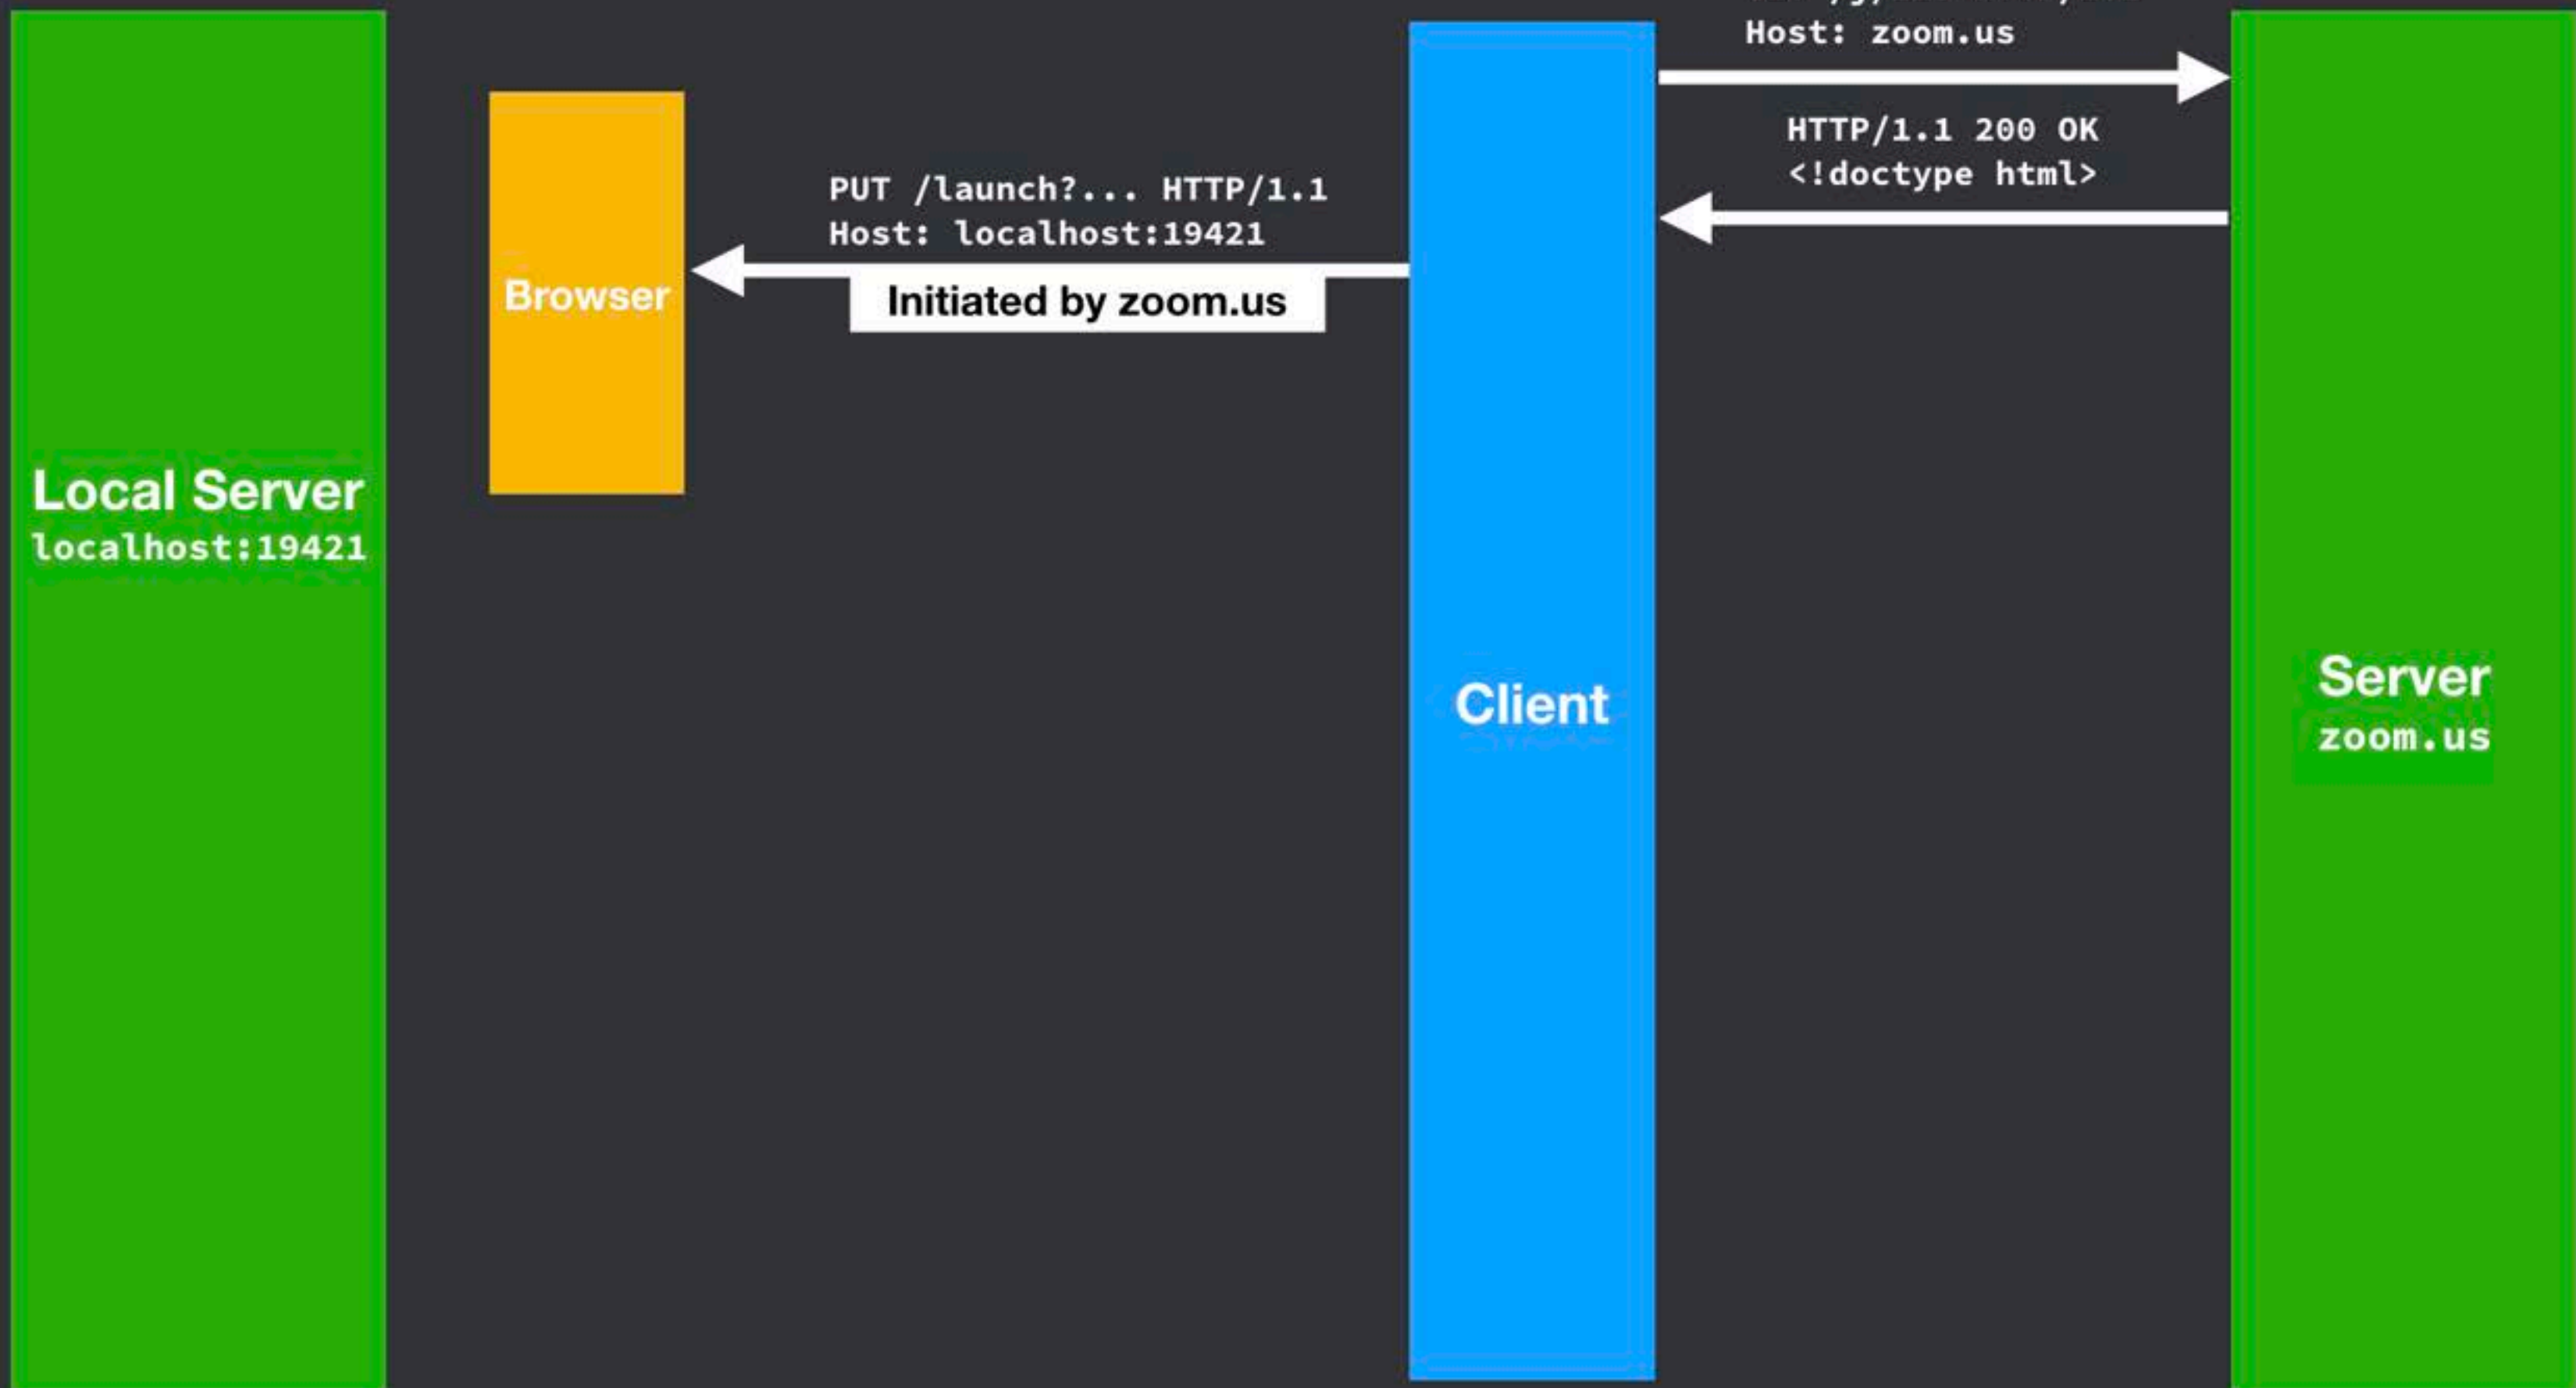 Host: zoom.us
HTTP/1.1 200 OK
<!doctype html>
PUT /launch?... HTTP/1.1
Host: localhost:19421
Initiated by zoom.us
Browser
Local Server
localhost:19421
Client
Server
zoom.us